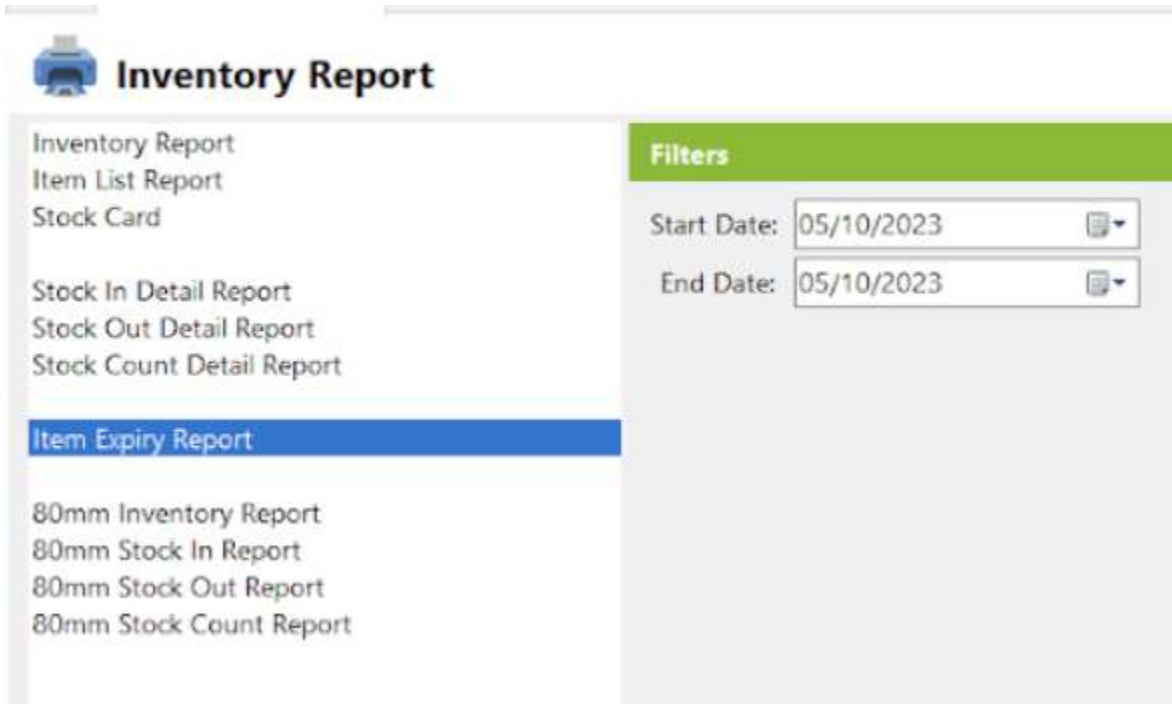 Inventory Report
Inventory Report
Item List Report
Stock Card
Stock In Detail Report
Stock Out Detail Report
Stock Count Detail Report
Item Expiry Report
80mm Inventory Report
80mm Stock In Report
80mm Stock Out Report
80mm Stock Count Report
Filters
Start Date: 05/10/2023
End Date: 05/10/2023